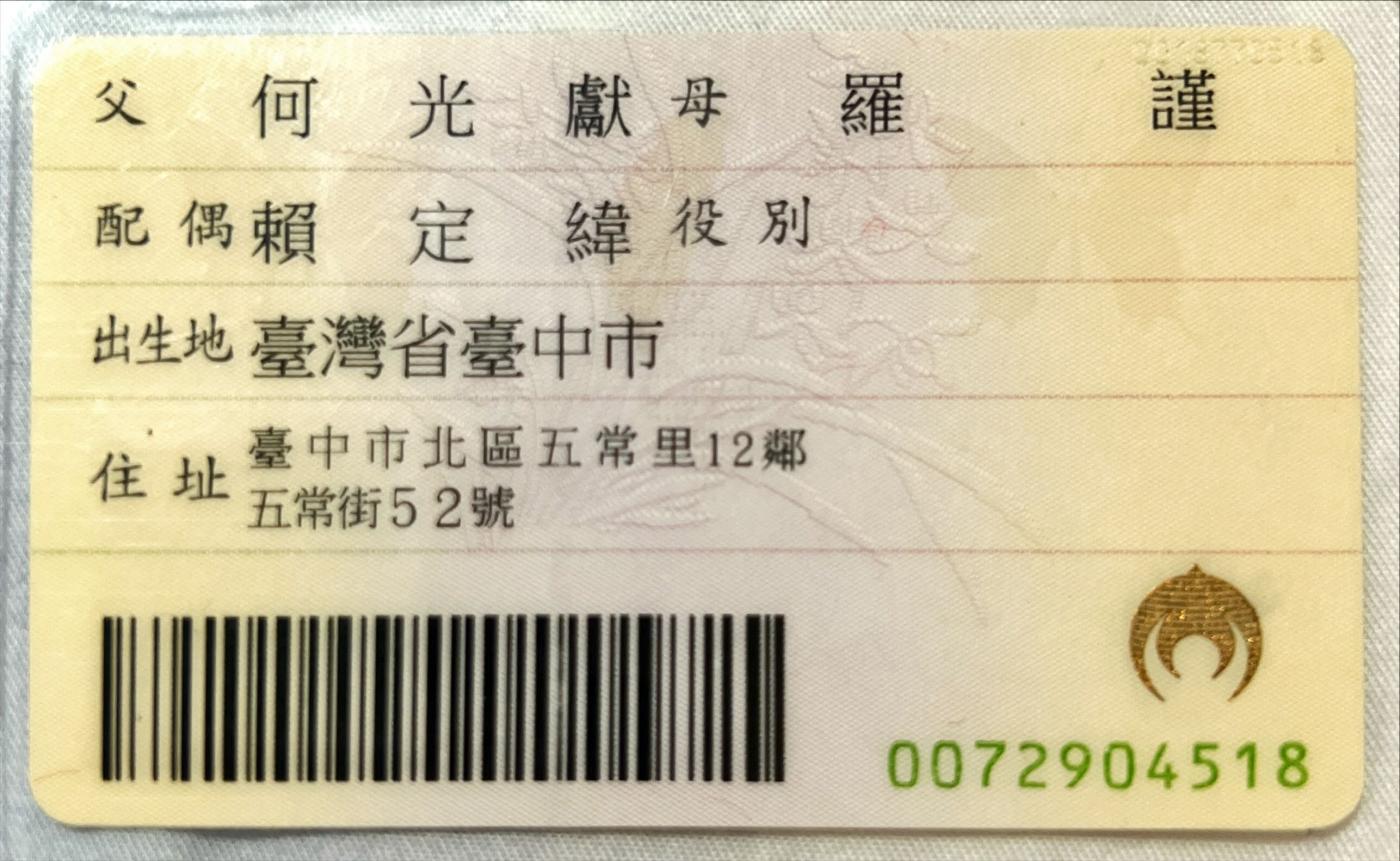 父 何光獻 母 羅謹
配偶 賴定緯 役別
出生地 臺灣省臺中市
住址 臺中市北區五常里12鄰
五常街52號
0072904518